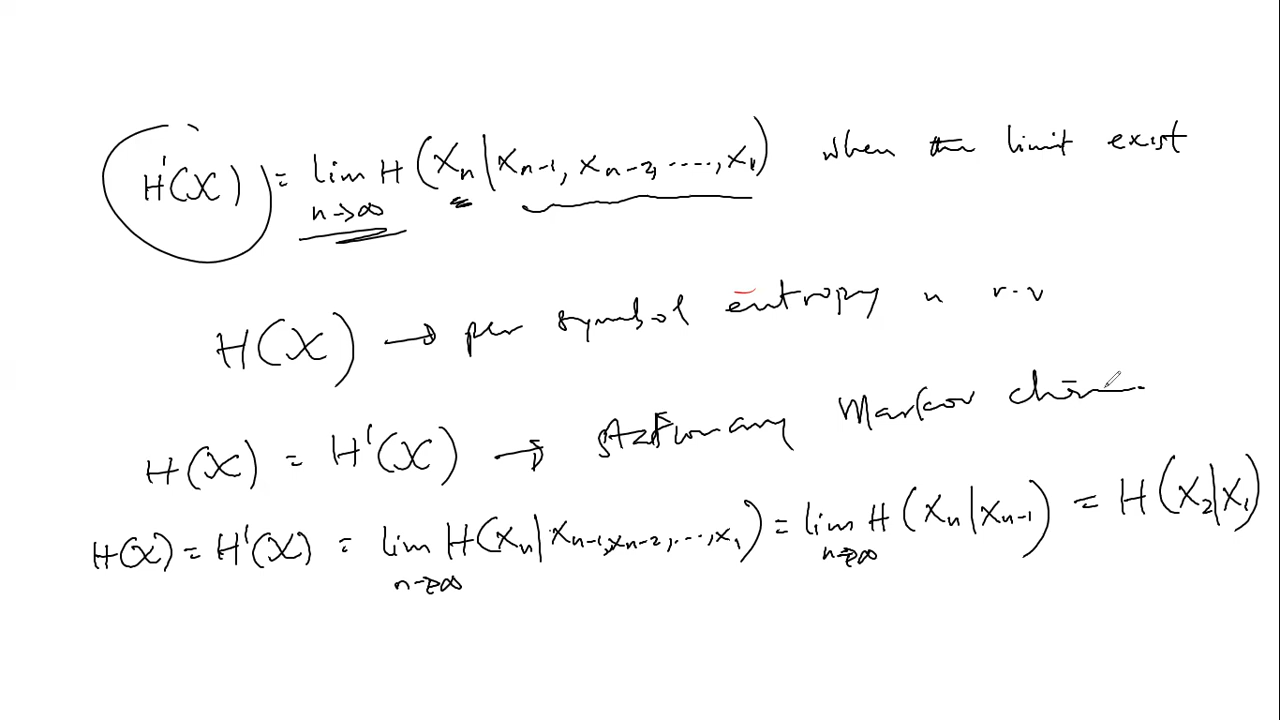 H'(X) = lim n→∞ H(Xn|Xn-1, Xn-2, ....., X1) when the limit exist
H(X) → per symbol entropy n r.v
H(X) = H'(X) → stationary Markov chain.
H(X) = H'(X) = lim n→∞ H(Xn|Xn-1, Xn-2, ..., X1) = lim n→∞ H(Xn|Xn-1) = H(X2|X1)